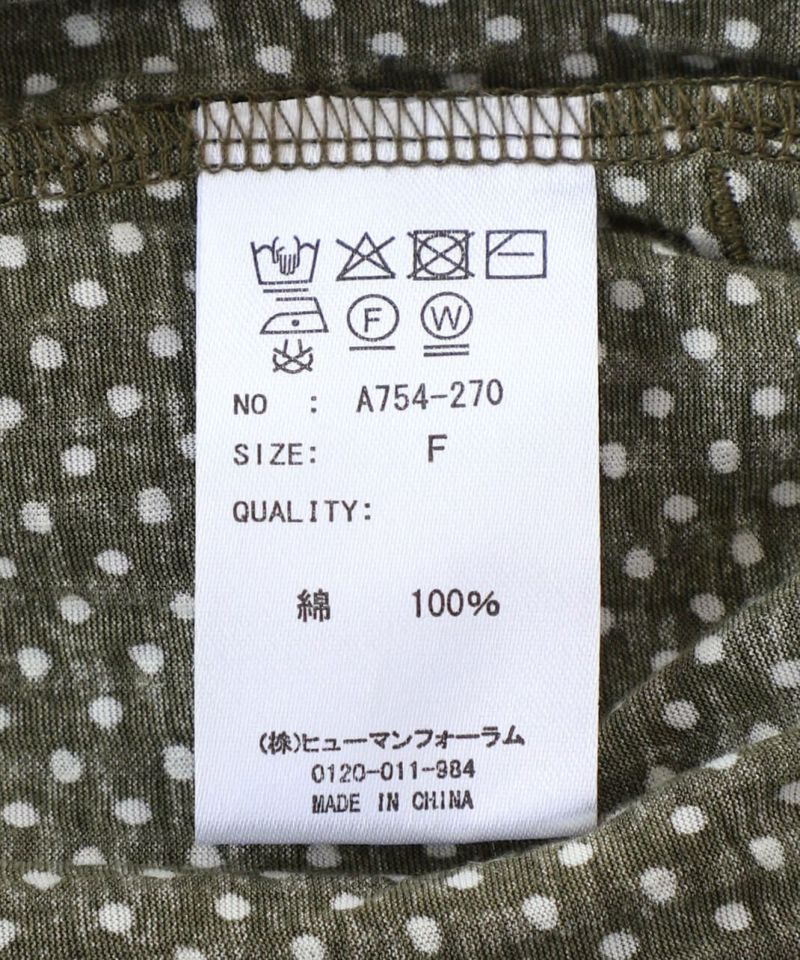 F W
NO : A754-270
SIZE: F
QUALITY:
綿 100%
(株)ヒューマンフォーラム
0120-011-984
MADE IN CHINA